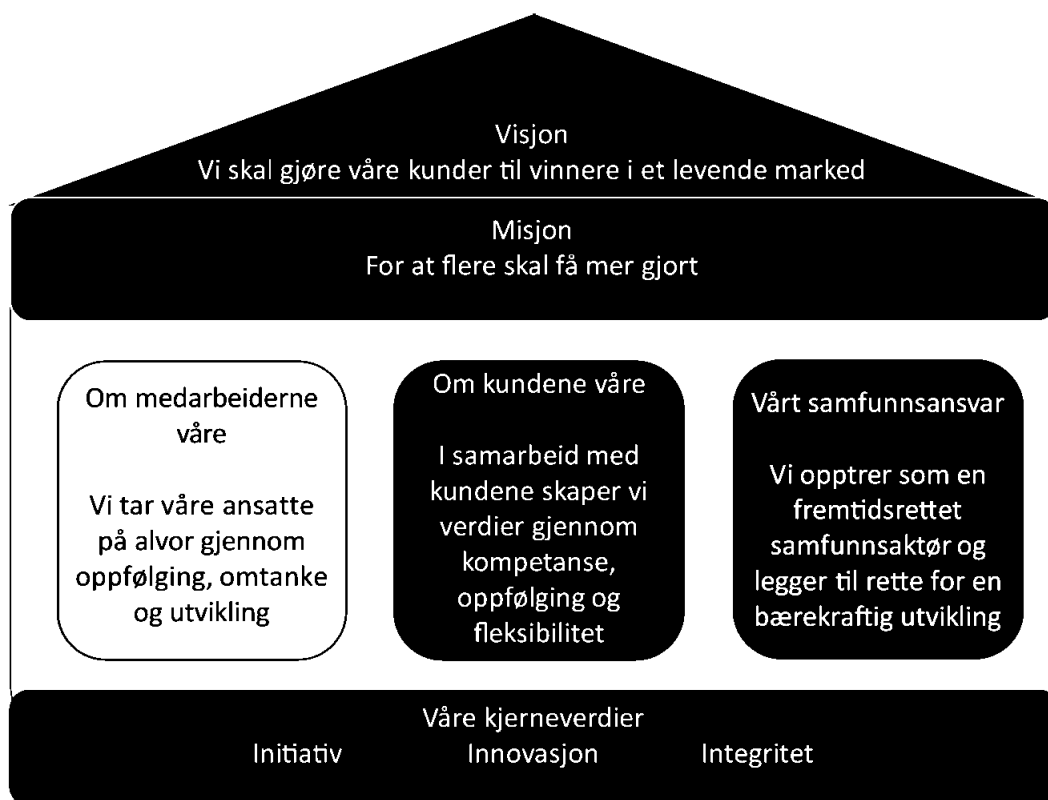 Visjon
Vi skal gjøre våre kunder til vinnere i et levende marked
Misjon
For at flere skal få mer gjort
Om medarbeiderne
våre
Vi tar våre ansatte
på alvor gjennom
oppfølging, omtanke
og utvikling
Om kundene våre
I samarbeid med
kundene skaper vi
verdier gjennom
kompetanse,
oppfølging og
fleksibilitet
Vårt samfunnsansvar
Vi opptrer som en
fremtidsrettet
samfunnsaktør og
legger til rette for en
bærekraftig utvikling
Våre kjerneverdier
Initiativ Innovasjon Integritet